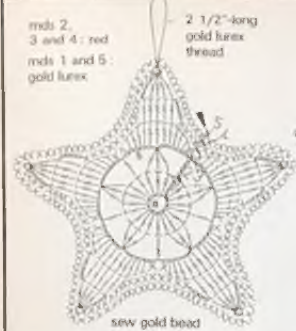 rnds 2,
3 and 4 : red
rnds 1 and 5 :
gold lurex
2 1/2"-long
gold lurex
thread
5
sew gold bead